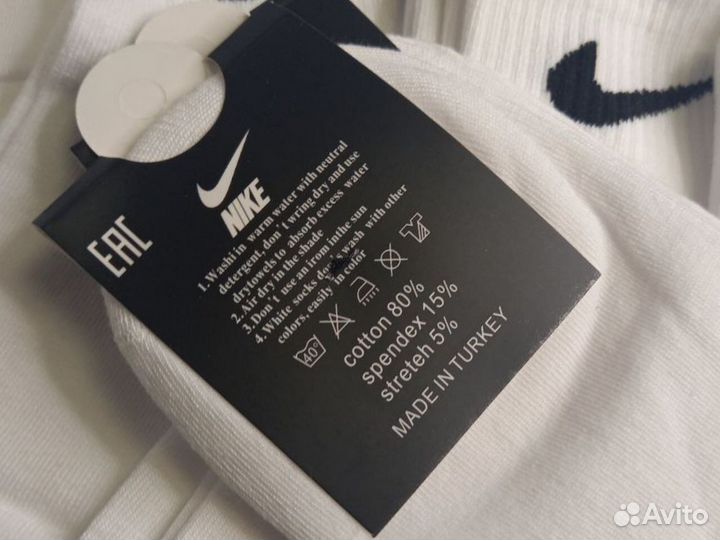 NIKE
EAC
1.Washi in warm water with neutral
detergent, don't wring dry and use
drytowels to absorb excess water
2.Air dry in the shade
3.Don't use an irom inthe sun
4. White socks don't wash with other
colors, easily in color
40°
cotton 80%
spendex 15%
streteh 5%
MADE IN TURKEY
Avito